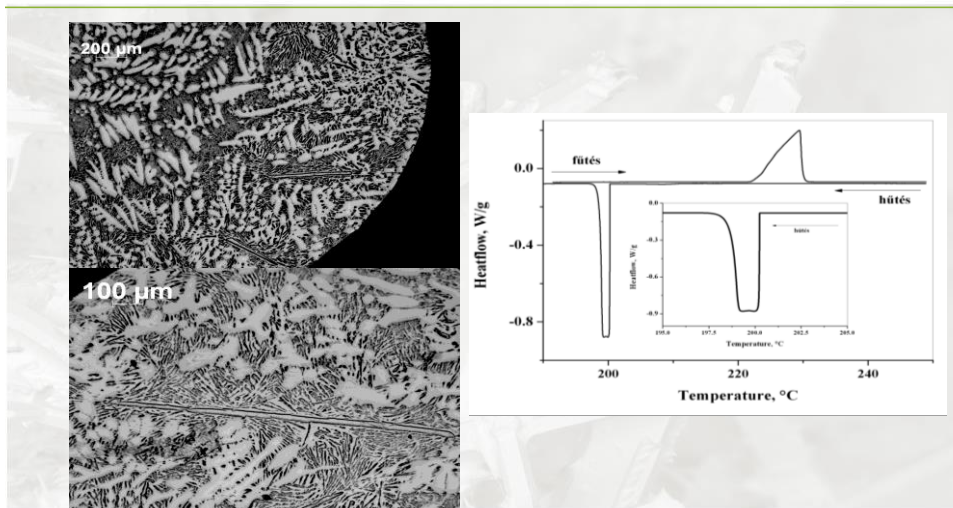 200 µm
100 µm
0.0
-0.4
-0.8
Heatflow, W/g
200
220
240
Temperature, °C
fűtés
hűtés
0.0
-0.3
-0.6
-0.9
Heatflow, W/g
195.0
197.5
200.0
202.5
205.0
Temperature, °C
hűtés